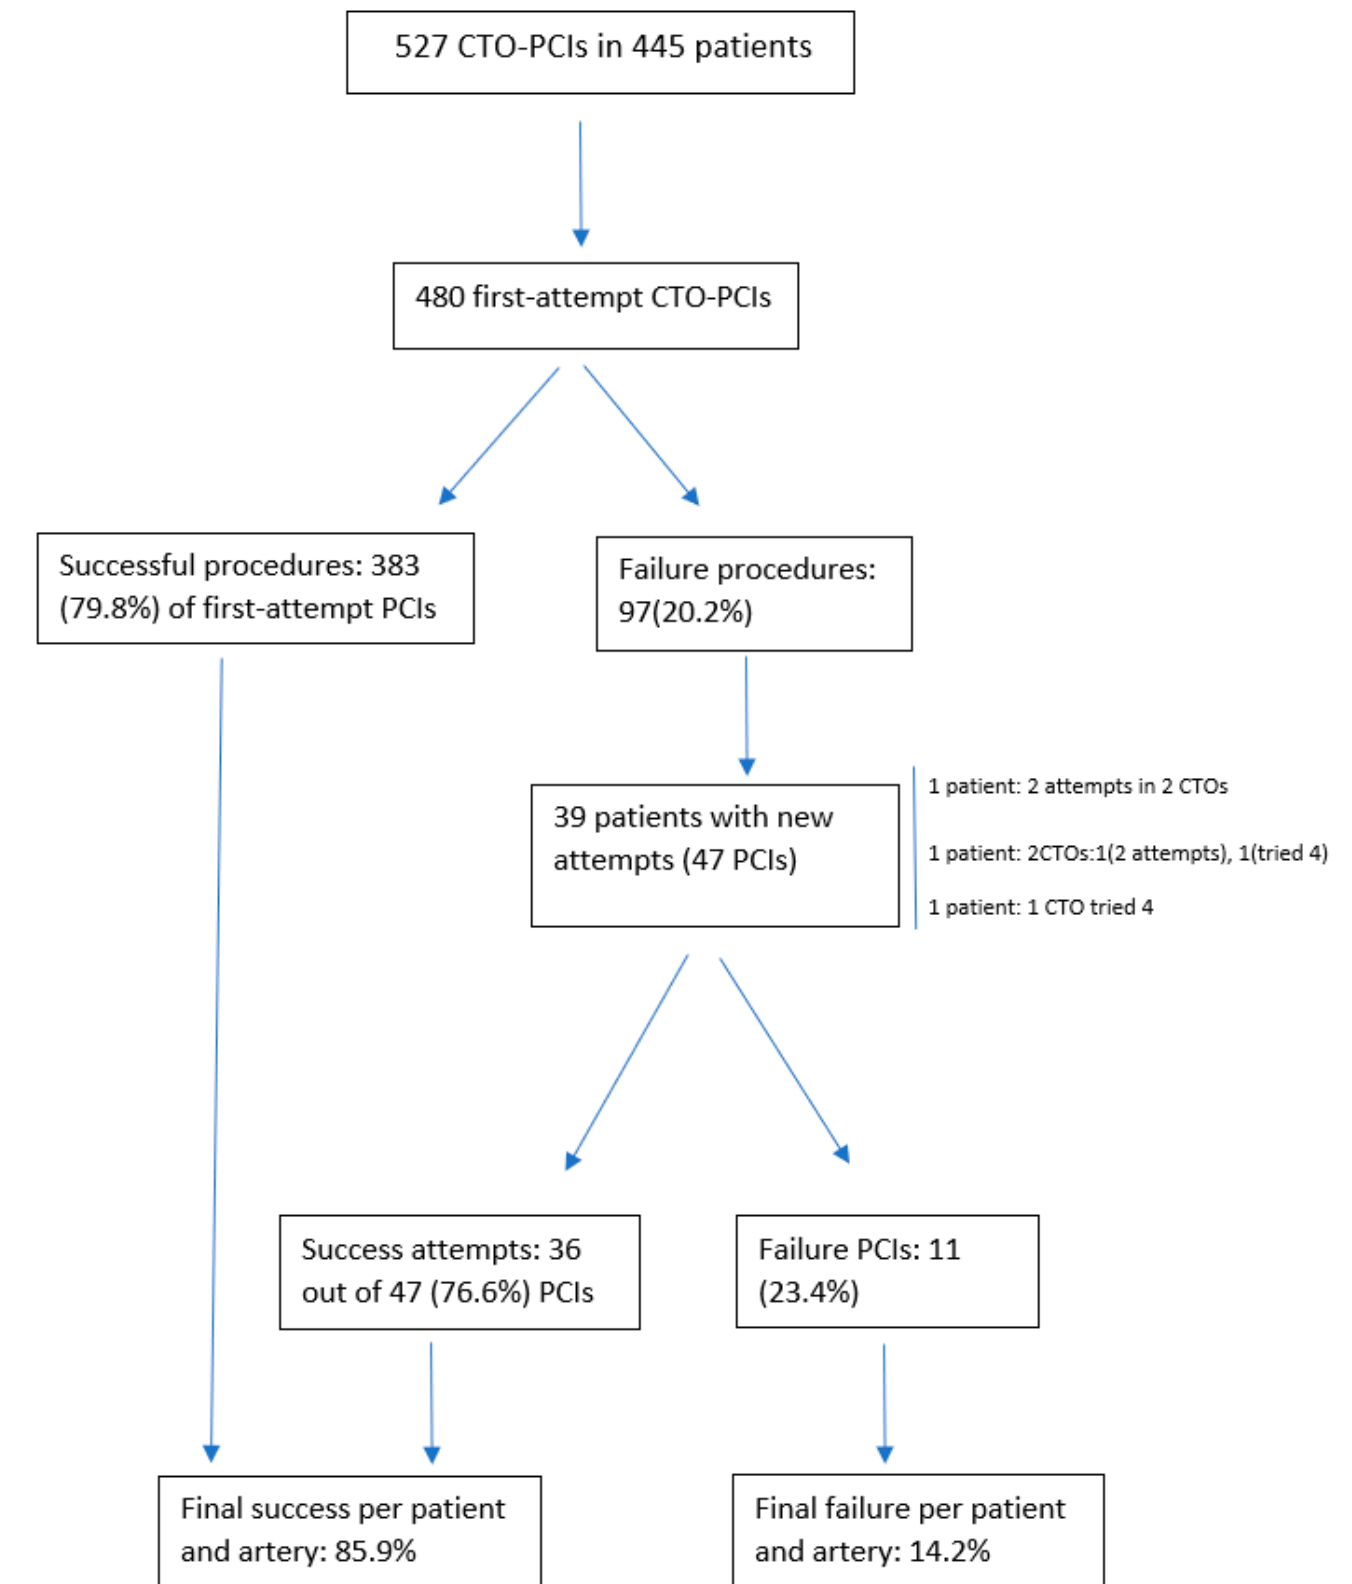 527 CTO-PCIs in 445 patients
480 first-attempt CTO-PCIs
Successful procedures: 383
(79.8%) of first-attempt PCIs
Failure procedures:
97(20.2%)
39 patients with new
attempts (47 PCIs)
1 patient: 2 attempts in 2 CTOs
1 patient: 2CTOs:1(2 attempts), 1(tried 4)
1 patient: 1 CTO tried 4
Success attempts: 36
out of 47 (76.6%) PCIs
Failure PCIs: 11
(23.4%)
Final success per patient
and artery: 85.9%
Final failure per patient
and artery: 14.2%